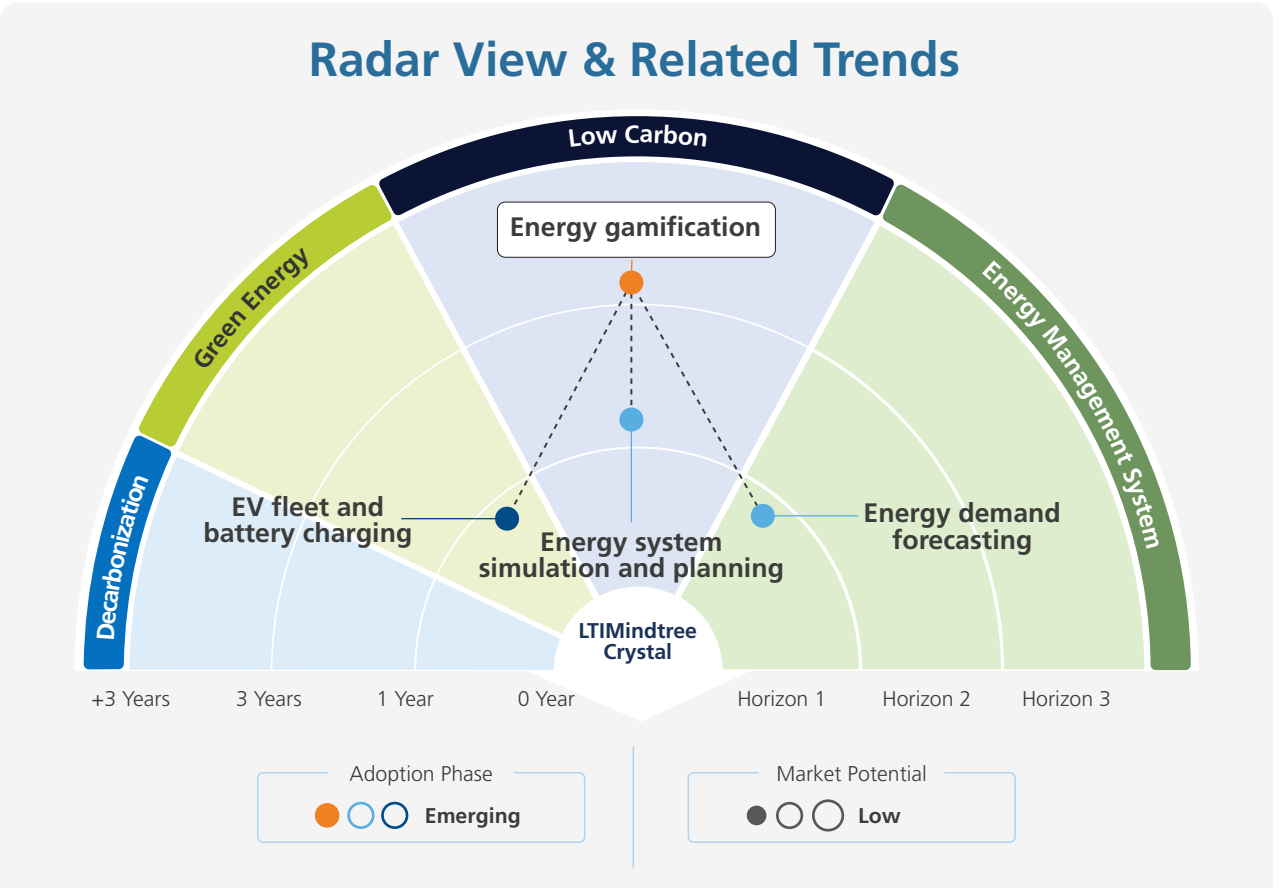 Radar View & Related Trends
Low Carbon
Green Energy
Energy Management System
Decarbonization
Energy gamification
EV fleet and
battery charging
Energy system
simulation and planning
Energy demand
forecasting
LTIMindtree
Crystal
+3 Years
3 Years
1 Year
0 Year
Horizon 1
Horizon 2
Horizon 3
Adoption Phase
Emerging
Market Potential
Low